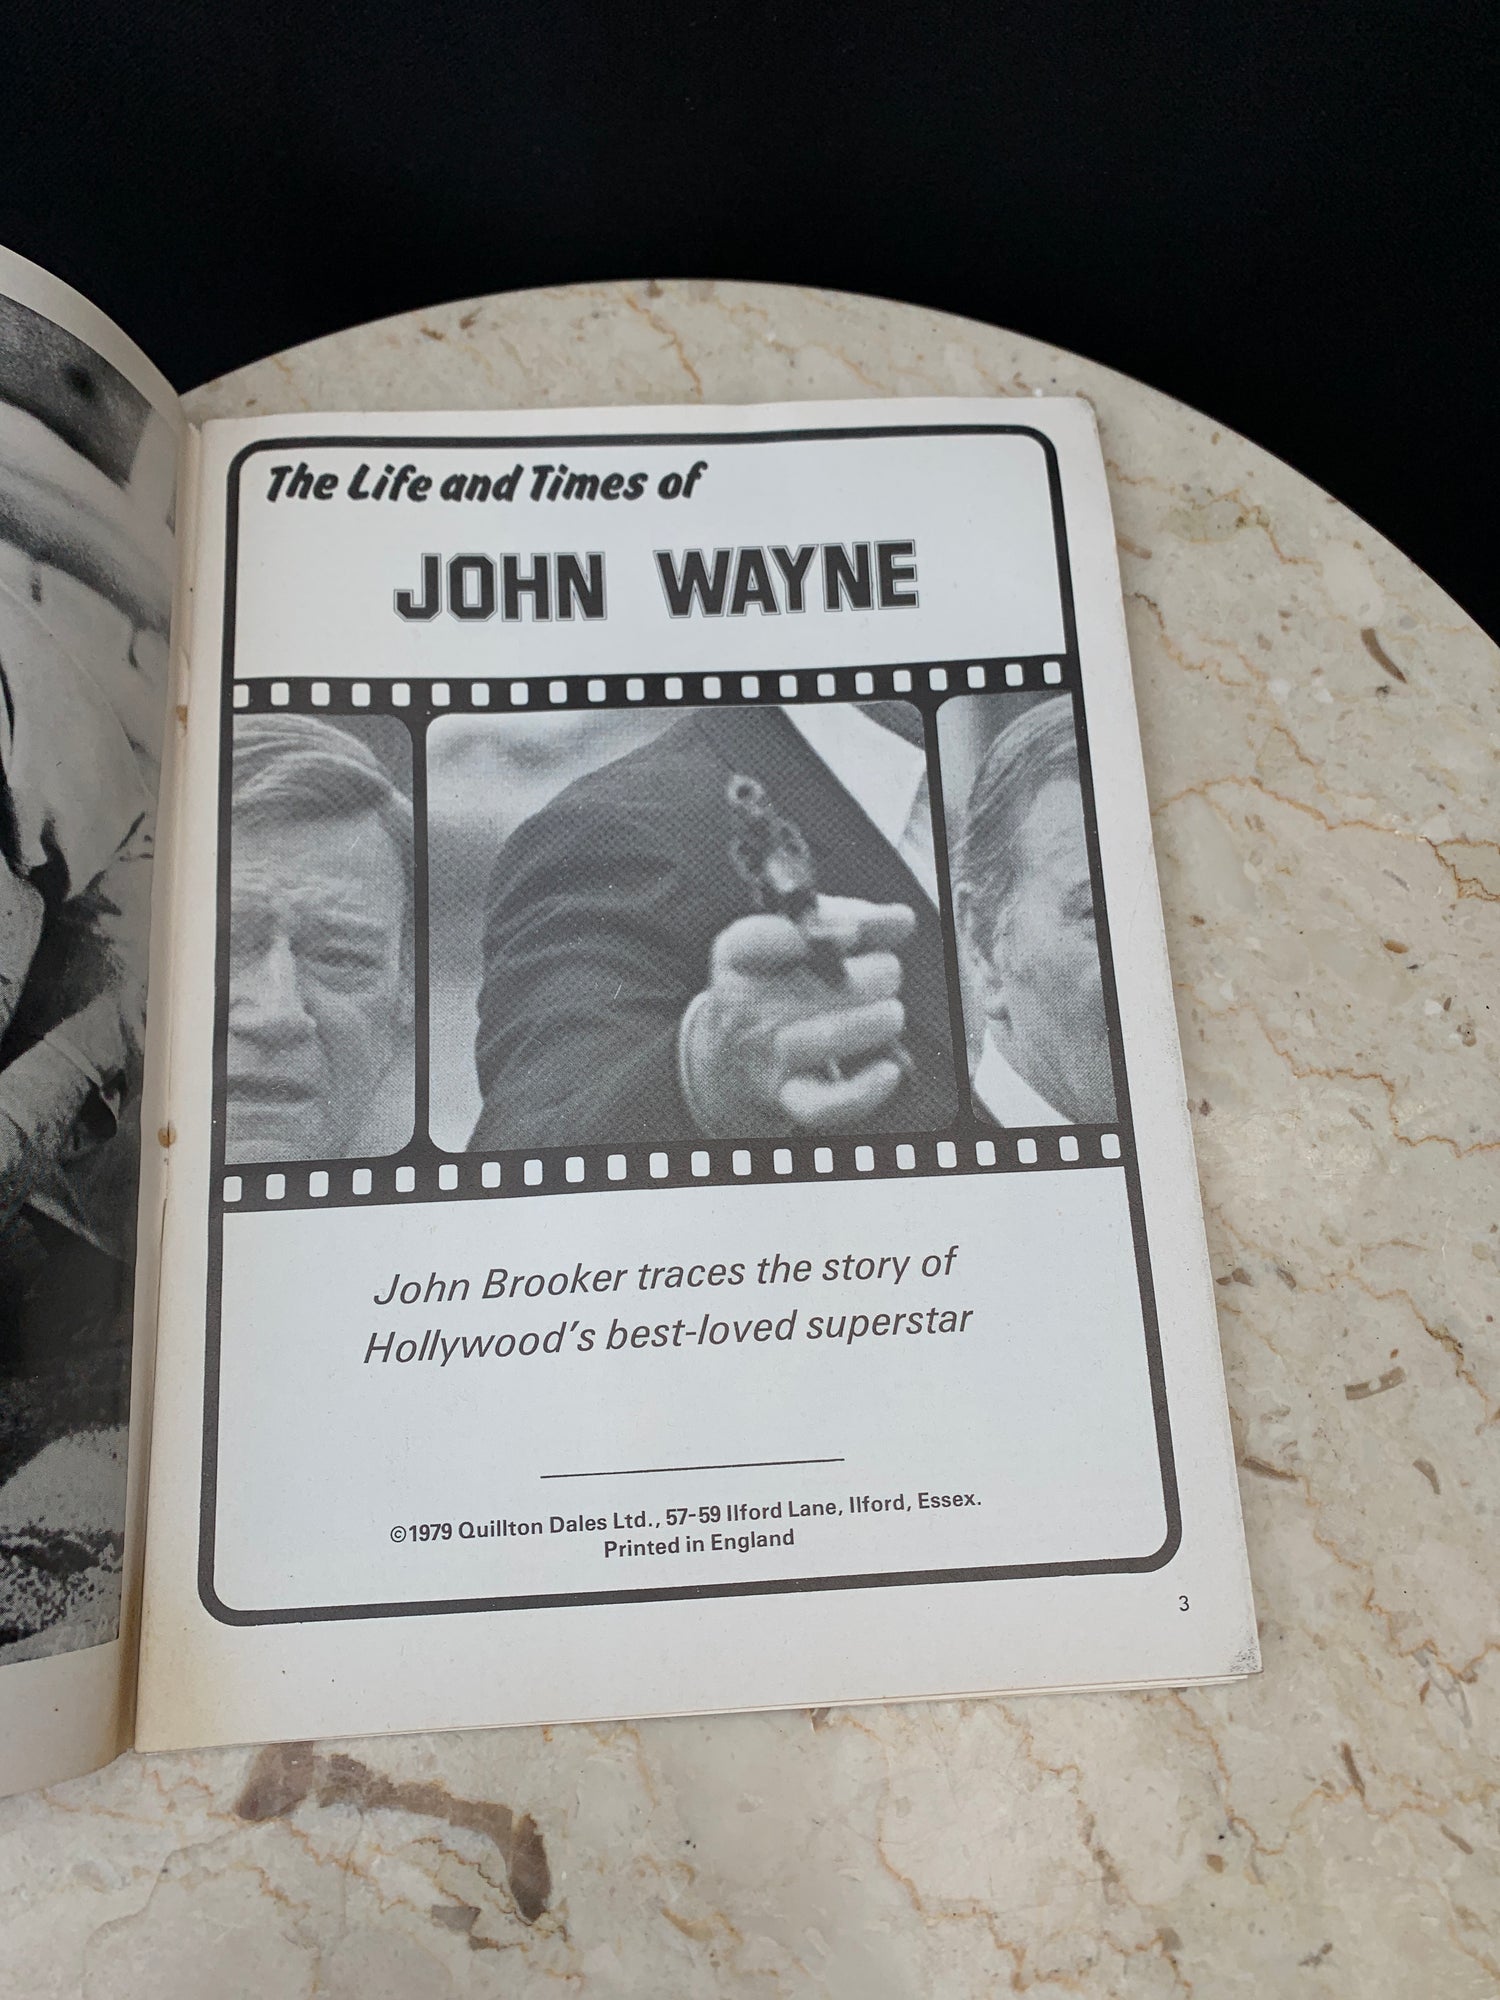 The Life and Times of
JOHN WAYNE
John Brooker traces the story of
Hollywood's best-loved superstar
©1979 Quillton Dales Ltd., 57-59 Ilford Lane, Ilford, Essex.
Printed in England
3